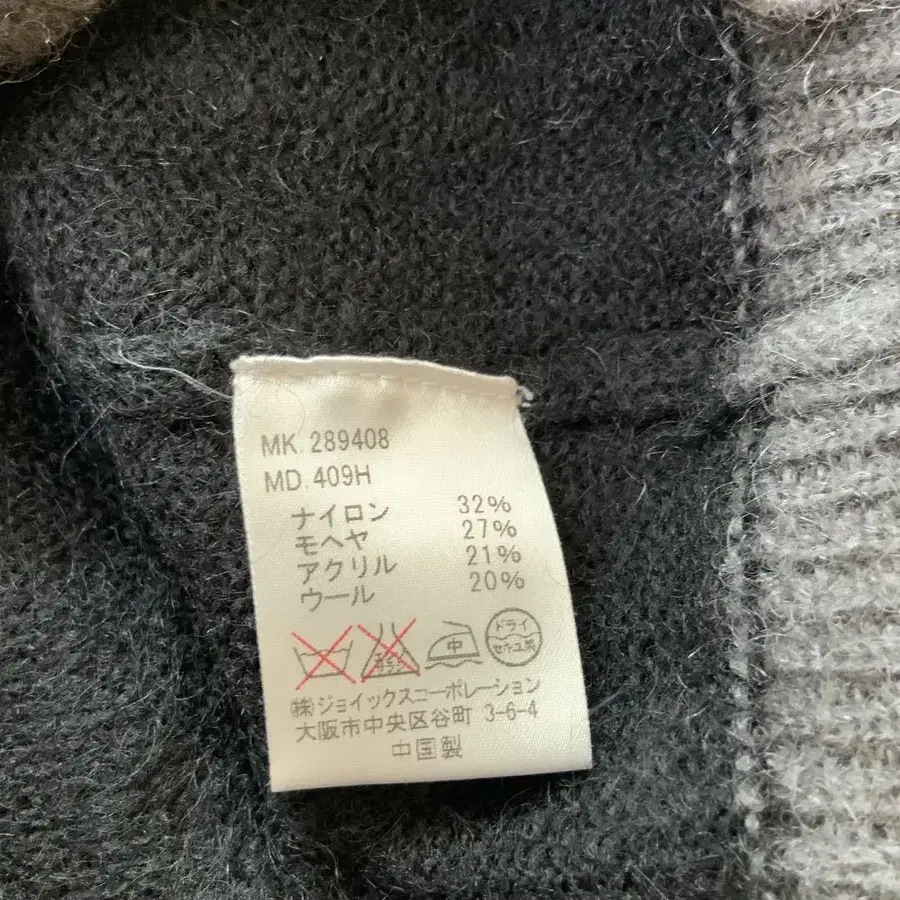 MK. 289408
MD. 409H
ナイロン 32%
モヘヤ 27%
アクリル 21%
ウール 20%
中
ドライ
セキユ系
(株)ジョイックスコーポレーション
大阪市中央区谷町 3-6-4
中国製